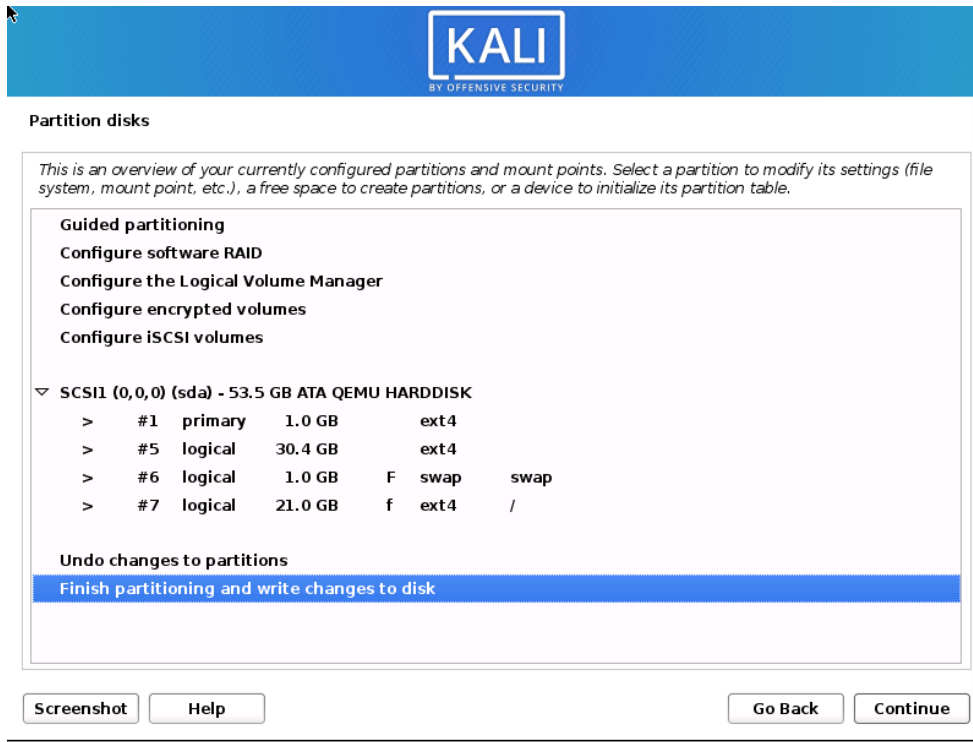 KALI
BY OFFENSIVE SECURITY
Partition disks
This is an overview of your currently configured partitions and mount points. Select a partition to modify its settings (file
system, mount point, etc.), a free space to create partitions, or a device to initialize its partition table.
Guided partitioning
Configure software RAID
Configure the Logical Volume Manager
Configure encrypted volumes
Configure iSCSI volumes
SCSI1 (0,0,0) (sda) - 53.5 GB ATA QEMU HARDDISK
> #1 primary 1.0 GB ext4
> #5 logical 30.4 GB ext4
> #6 logical 1.0 GB F swap swap
> #7 logical 21.0 GB f ext4 /
Undo changes to partitions
Finish partitioning and write changes to disk
Screenshot Help Go Back Continue